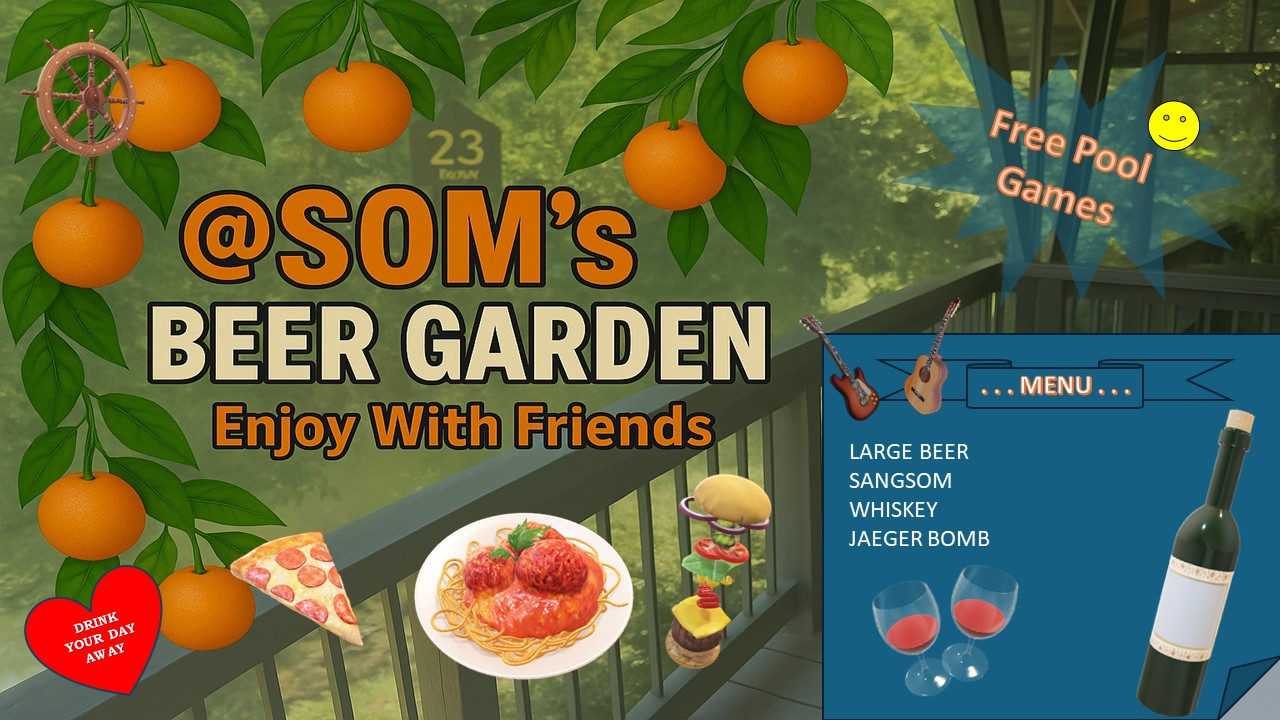 23
@SOM's
BEER GARDEN
Enjoy With Friends
Free Pool
Games
. . . MENU . . .
LARGE BEER
SANGSOM
WHISKEY
JAEGER BOMB
DRINK
YOUR DAY
AWAY